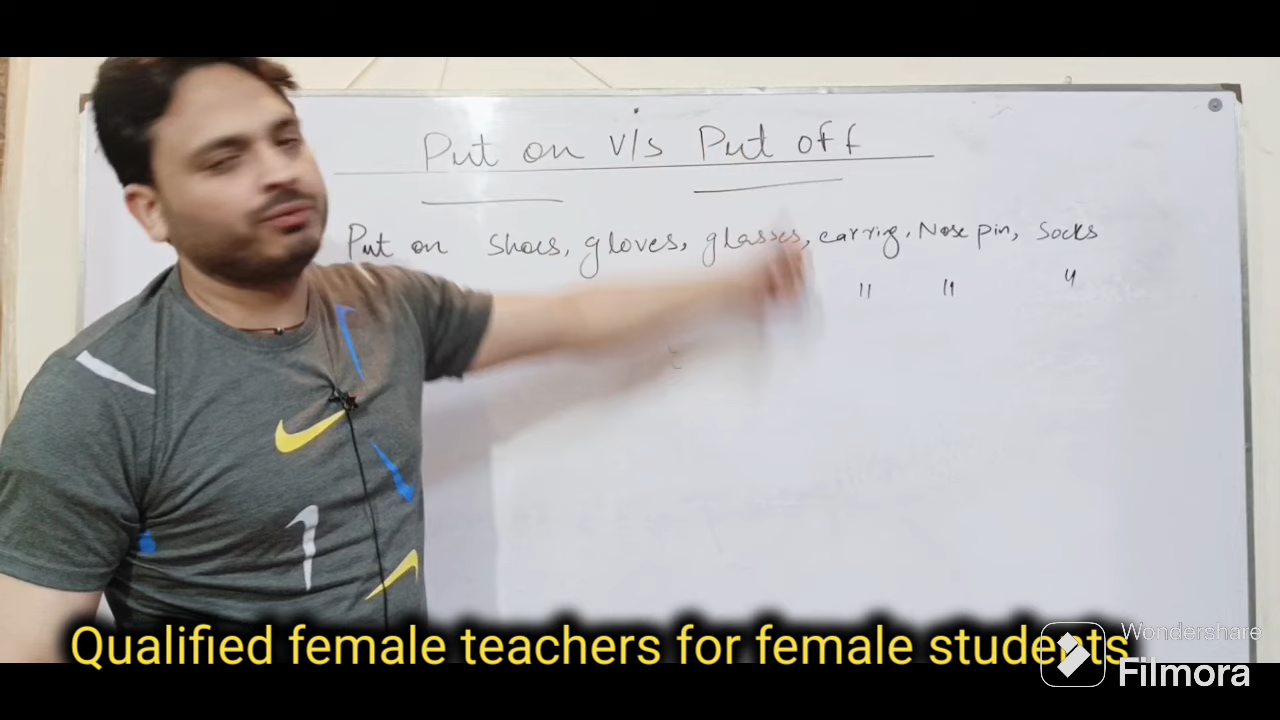 Put on v/s Put off
Put on shoes, gloves, glasses, earring, Nose pin, Socks
" " "
Qualified female teachers for female students
Wondershare
Filmora